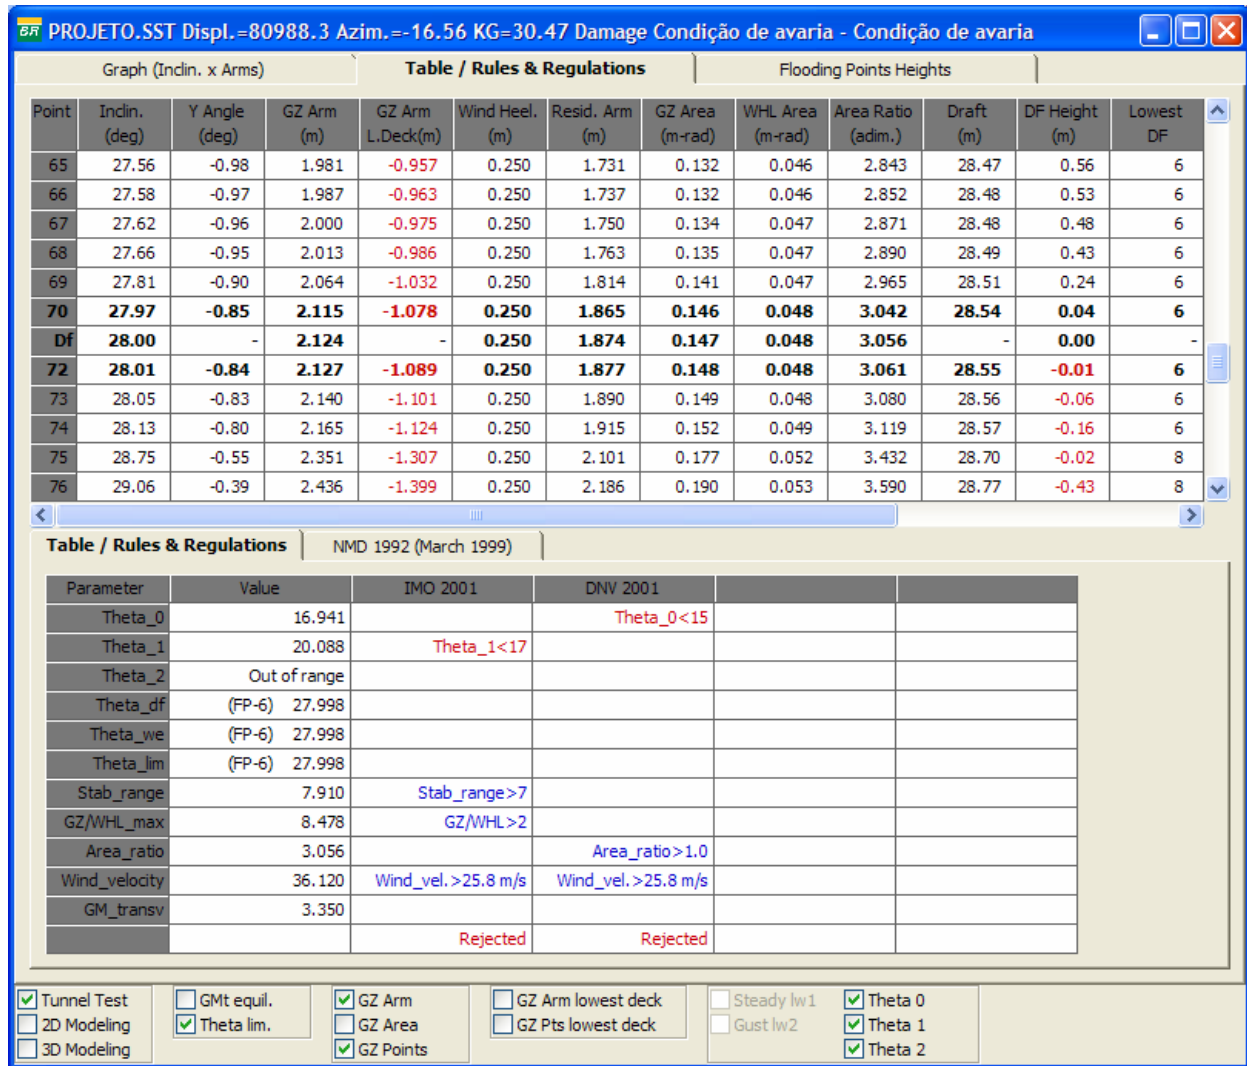 BR PROJETO.SST Displ.=80988.3 Azim.=-16.56 KG=30.47 Damage Condição de avaria - Condição de avaria
Graph (Inclin. x Arms) Table / Rules & Regulations Flooding Points Heights
Point Inclin. Y Angle GZ Arm GZ Arm Wind Heel. Resid. Arm GZ Area WHL Area Area Ratio Draft DF Height Lowest
(deg) (deg) (m) L.Deck(m) (m) (m) (m-rad) (m-rad) (adim.) (m) (m) DF
65 27.56 -0.98 1.981 -0.957 0.250 1.731 0.132 0.046 2.843 28.47 0.56 6
66 27.58 -0.97 1.987 -0.963 0.250 1.737 0.132 0.046 2.852 28.48 0.53 6
67 27.62 -0.96 2.000 -0.975 0.250 1.750 0.134 0.047 2.871 28.48 0.48 6
68 27.66 -0.95 2.013 -0.986 0.250 1.763 0.135 0.047 2.890 28.49 0.43 6
69 27.81 -0.90 2.064 -1.032 0.250 1.814 0.141 0.047 2.965 28.51 0.24 6
70 27.97 -0.85 2.115 -1.078 0.250 1.865 0.146 0.048 3.042 28.54 0.04 6
Df 28.00 - 2.124 - 0.250 1.874 0.147 0.048 3.056 - 0.00 -
72 28.01 -0.84 2.127 -1.089 0.250 1.877 0.148 0.048 3.061 28.55 -0.01 6
73 28.05 -0.83 2.140 -1.101 0.250 1.890 0.149 0.048 3.080 28.56 -0.06 6
74 28.13 -0.80 2.165 -1.124 0.250 1.915 0.152 0.049 3.119 28.57 -0.16 6
75 28.75 -0.55 2.351 -1.307 0.250 2.101 0.177 0.052 3.432 28.70 -0.02 8
76 29.06 -0.39 2.436 -1.399 0.250 2.186 0.190 0.053 3.590 28.77 -0.43 8
Table / Rules & Regulations NMD 1992 (March 1999)
Parameter Value IMO 2001 DNV 2001
Theta_0 16.941 Theta_0<15
Theta_1 20.088 Theta_1<17
Theta_2 Out of range
Theta_df (FP-6) 27.998
Theta_we (FP-6) 27.998
Theta_lim (FP-6) 27.998
Stab_range 7.910 Stab_range>7
GZ/WHL_max 8.478 GZ/WHL>2
Area_ratio 3.056 Area_ratio>1.0
Wind_velocity 36.120 Wind_vel.>25.8 m/s Wind_vel.>25.8 m/s
GM_transv 3.350
Rejected Rejected
Tunnel Test GMt equil. GZ Arm GZ Arm lowest deck Steady lw1 Theta 0
2D Modeling Theta lim. GZ Area GZ Pts lowest deck Gust lw2 Theta 1
3D Modeling GZ Points Theta 2